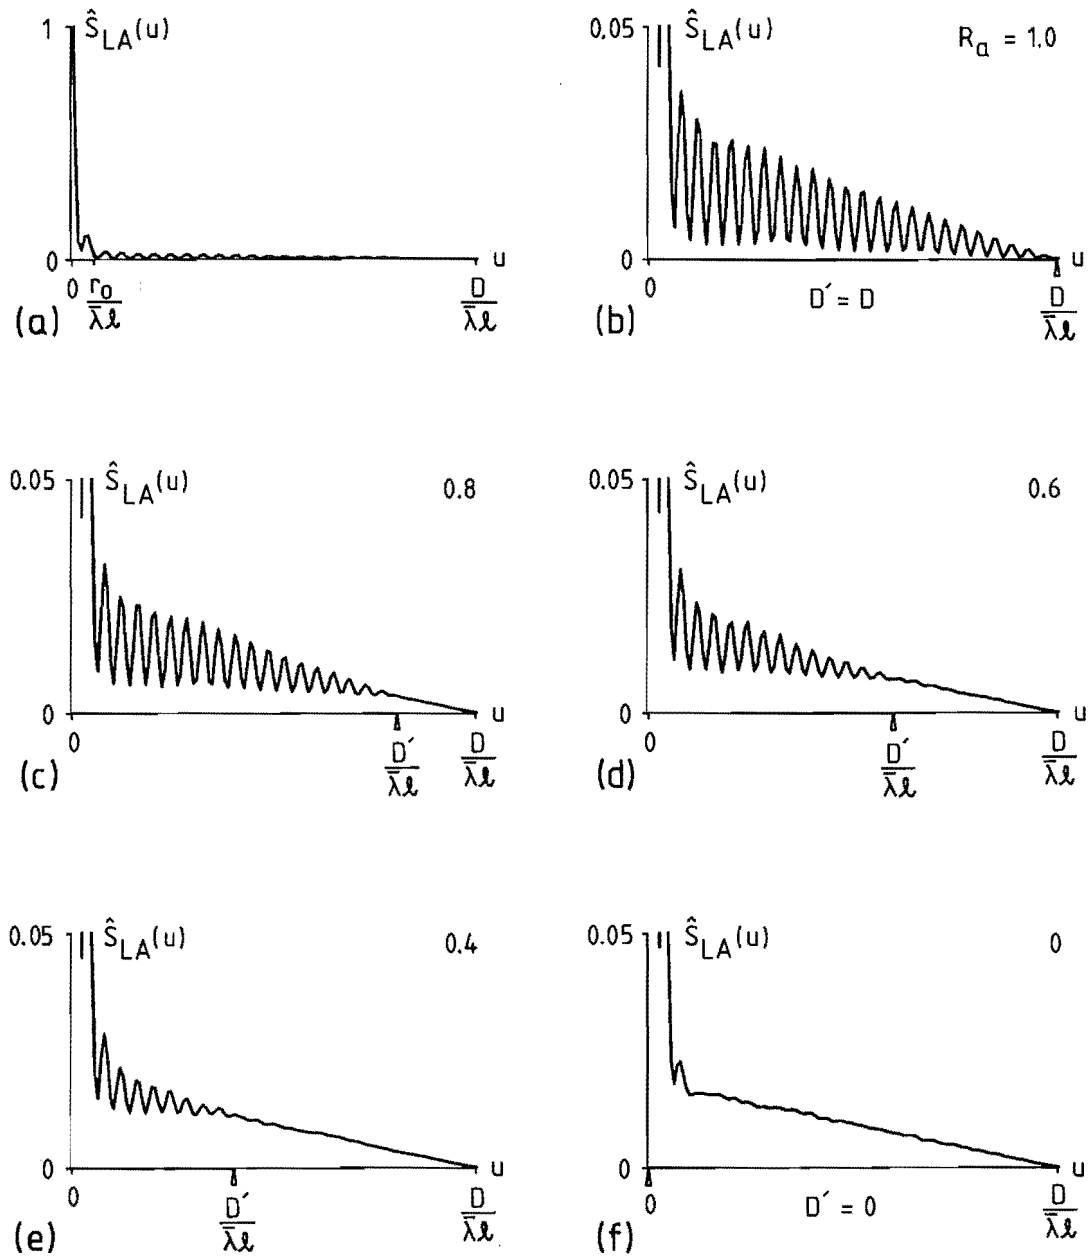 1 Ŝ_LA(u)
0 u
0 r₀/λ̄ℓ D/λ̄ℓ
(a)
0.05 Ŝ_LA(u) R_a = 1.0
0 u
0 D′ = D D/λ̄ℓ
(b)
0.05 Ŝ_LA(u) 0.8
0 u
0 D′/λ̄ℓ D/λ̄ℓ
(c)
0.05 Ŝ_LA(u) 0.6
0 u
0 D′/λ̄ℓ D/λ̄ℓ
(d)
0.05 Ŝ_LA(u) 0.4
0 u
0 D′/λ̄ℓ D/λ̄ℓ
(e)
0.05 Ŝ_LA(u) 0
0 u
0 D′ = 0 D/λ̄ℓ
(f)